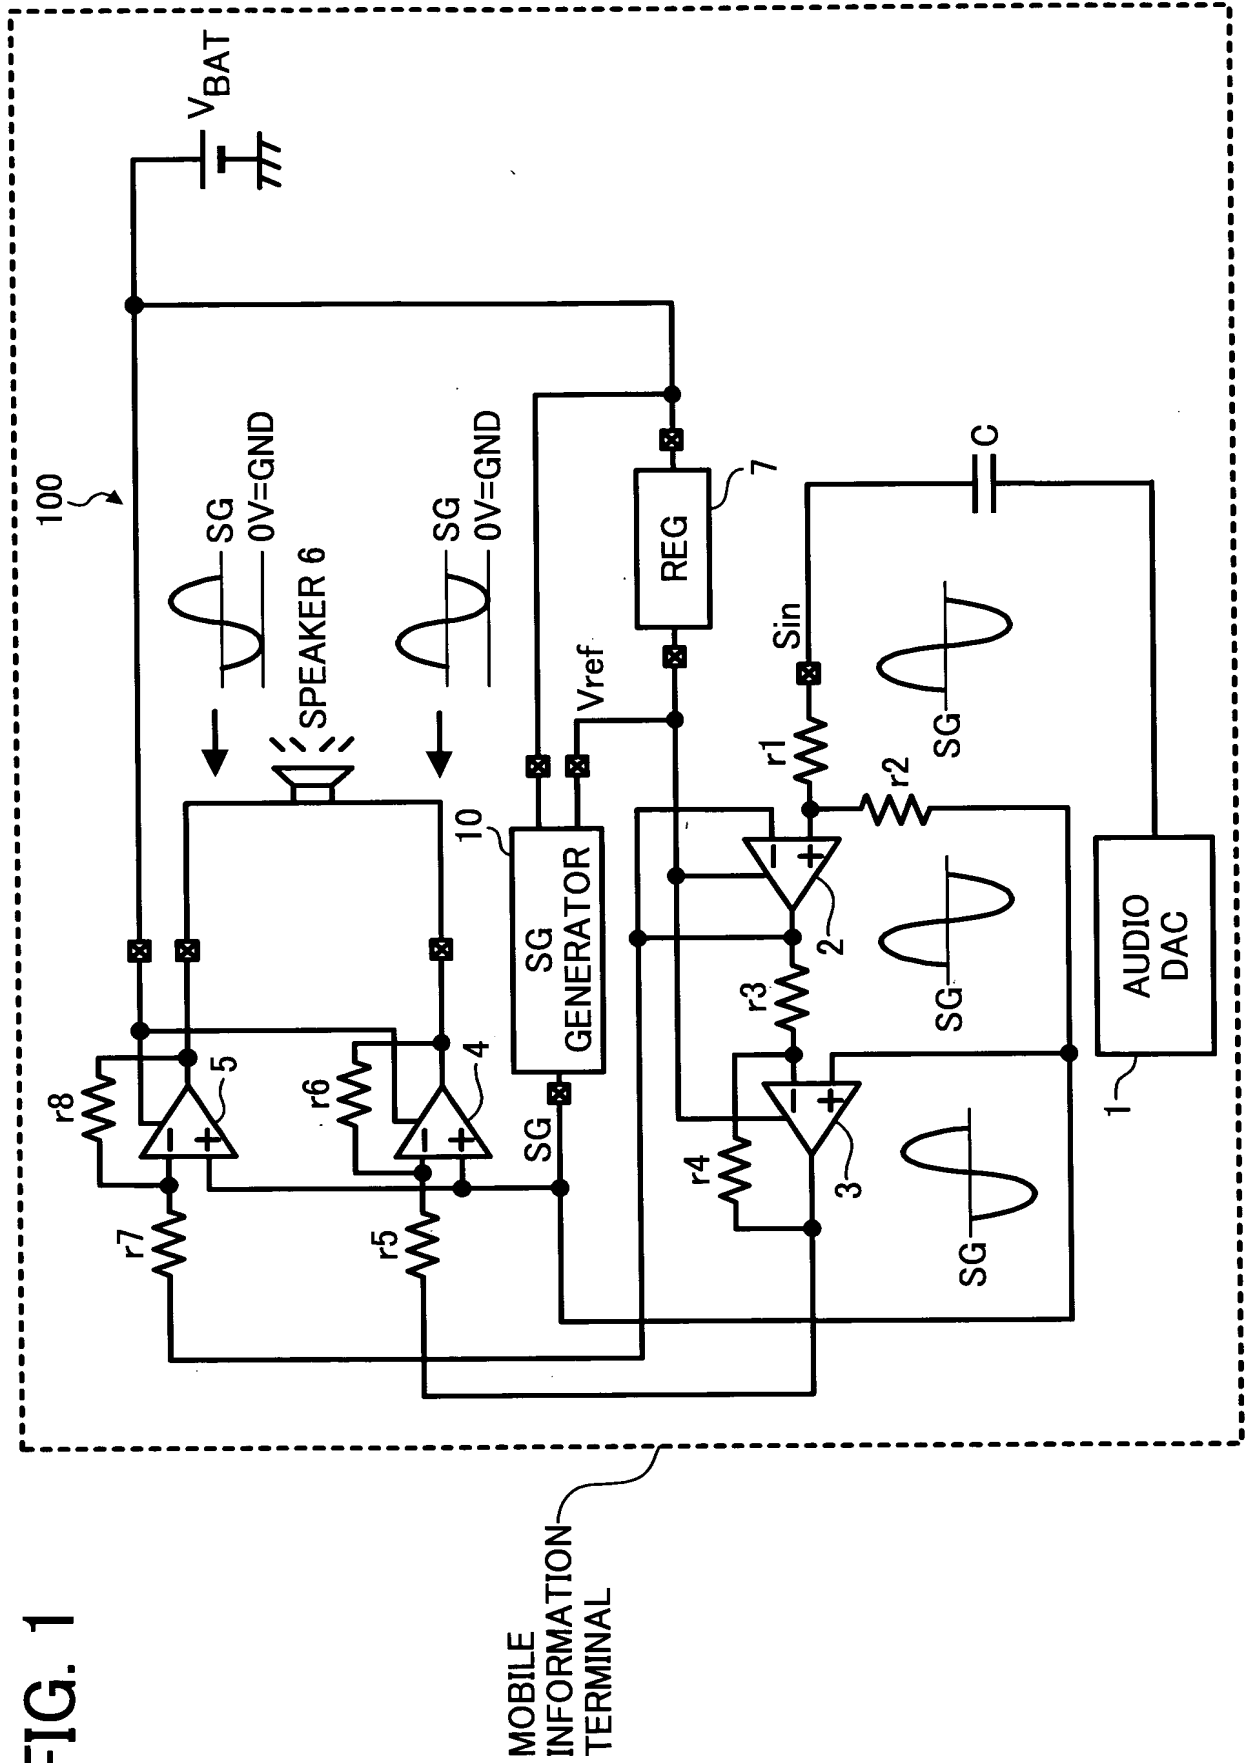 FIG. 1
100
V
BAT
SG
0V=GND
SPEAKER 6
SG
0V=GND
r8
5
r7
r6
4
r5
10
SG
GENERATOR
SG
Vref
REG
7
r1
Sin
C
r2
2
r3
r4
3
SG
SG
SG
AUDIO
DAC
1
MOBILE
INFORMATION
TERMINAL